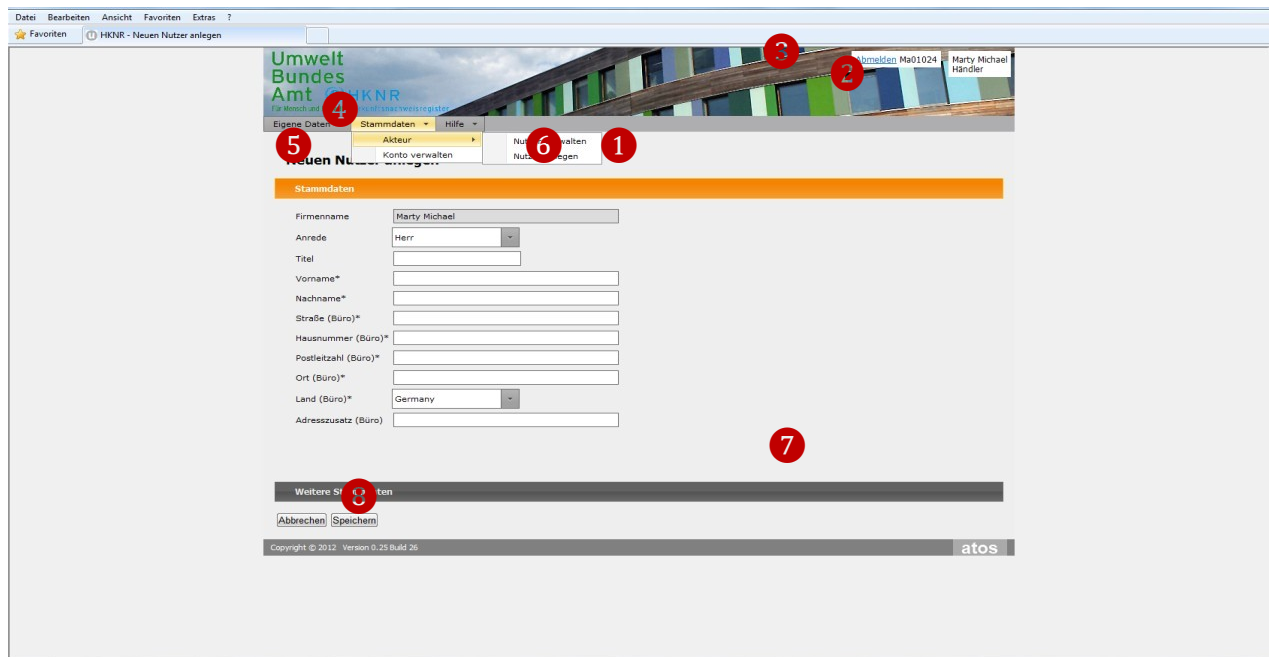 Datei Bearbeiten Ansicht Favoriten Extras ?
Favoriten HKNR - Neuen Nutzer anlegen
Umwelt
Bundes
Amt HKNR
3
Abmelden Ma01024 Marty Michael
Händler
2
4
Eigene Daten Stammdaten Hilfe
5
Akteur
6
1
Konto verwalten
Neuen
Stammdaten
Firmenname Marty Michael
Anrede Herr
Titel
Vorname*
Nachname*
Straße (Büro)*
Hausnummer (Büro)*
Postleitzahl (Büro)*
Ort (Büro)*
Land (Büro)* Germany
Adresszusatz (Büro)
7
Weitere
8
Abbrechen Speichern
Copyright © 2012 Version 0.25 Build 26 atos